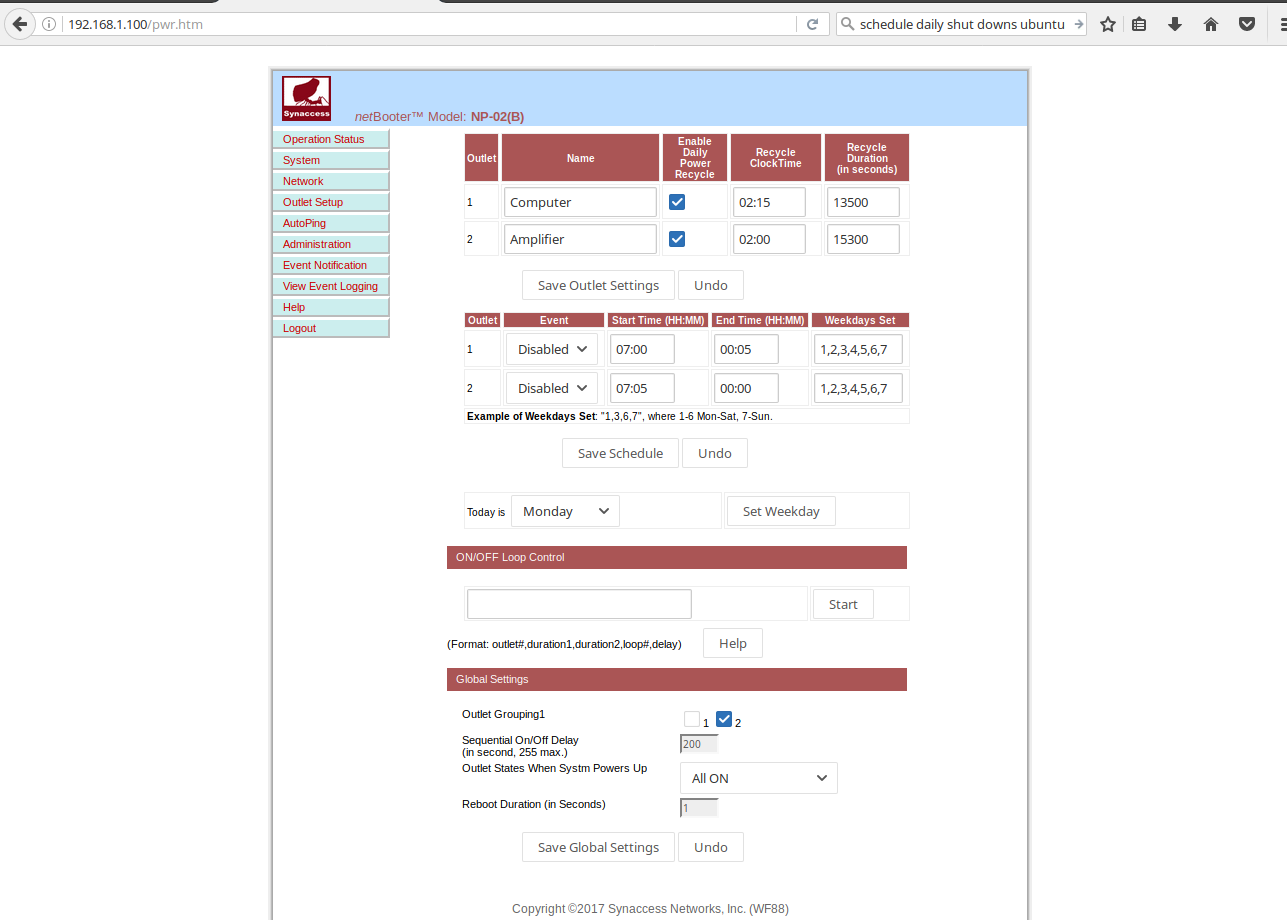 192.168.1.100/pwr.htm
schedule daily shut downs ubuntu
Synaccess
netBooter™ Model: NP-02(B)
Operation Status
System
Network
Outlet Setup
AutoPing
Administration
Event Notification
View Event Logging
Help
Logout
Outlet Name Enable Daily Power Recycle Recycle ClockTime Recycle Duration (in seconds)
1 Computer 02:15 13500
2 Amplifier 02:00 15300
Save Outlet Settings Undo
Outlet Event Start Time (HH:MM) End Time (HH:MM) Weekdays Set
1 Disabled 07:00 00:05 1,2,3,4,5,6,7
2 Disabled 07:05 00:00 1,2,3,4,5,6,7
Example of Weekdays Set: "1,3,6,7", where 1-6 Mon-Sat, 7-Sun.
Save Schedule Undo
Today is Monday Set Weekday
ON/OFF Loop Control
Start
(Format: outlet#,duration1,duration2,loop#,delay) Help
Global Settings
Outlet Grouping1 1 2
Sequential On/Off Delay
(in second, 255 max.) 200
Outlet States When Systm Powers Up All ON
Reboot Duration (in Seconds) 1
Save Global Settings Undo
Copyright ©2017 Synaccess Networks, Inc. (WF88)